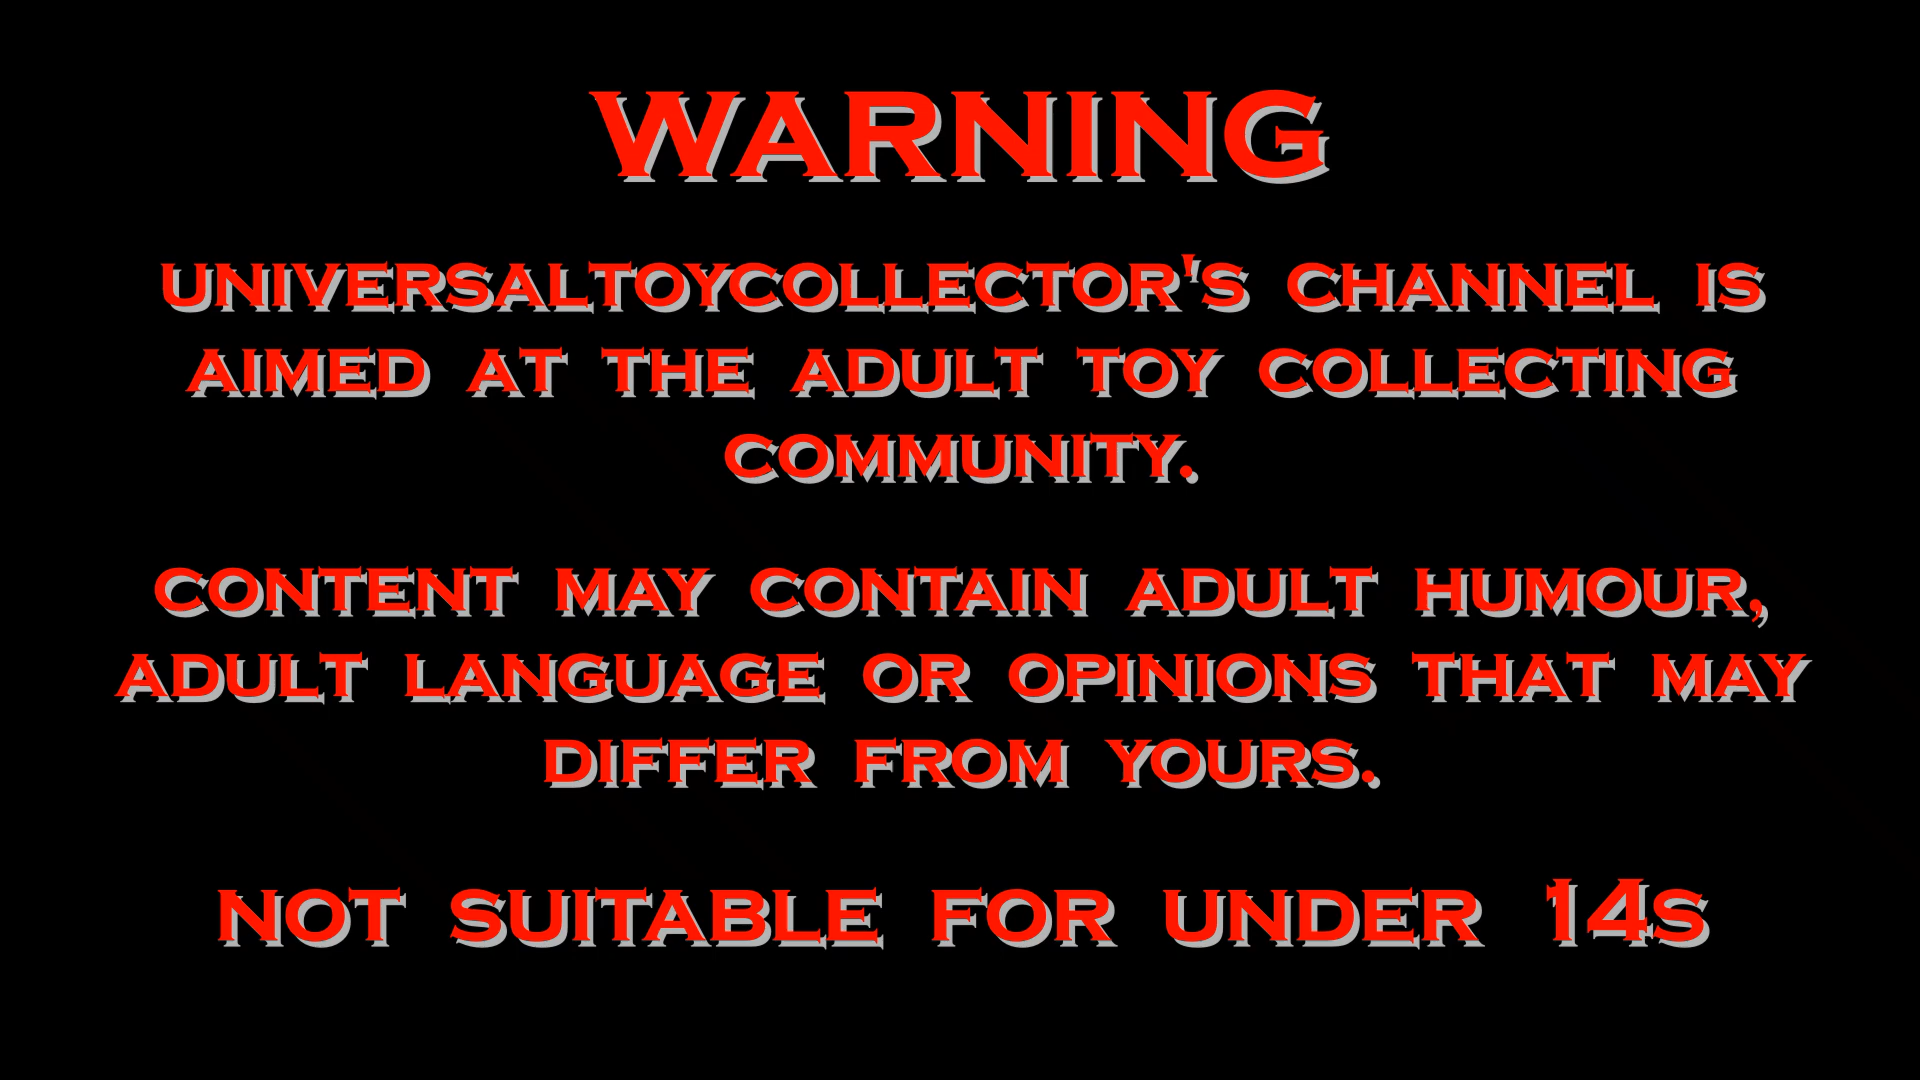 WARNING
UNIVERSALTOYCOLLECTOR'S CHANNEL IS
AIMED AT THE ADULT TOY COLLECTING
COMMUNITY.
CONTENT MAY CONTAIN ADULT HUMOUR,
ADULT LANGUAGE OR OPINIONS THAT MAY
DIFFER FROM YOURS.
NOT SUITABLE FOR UNDER 14S